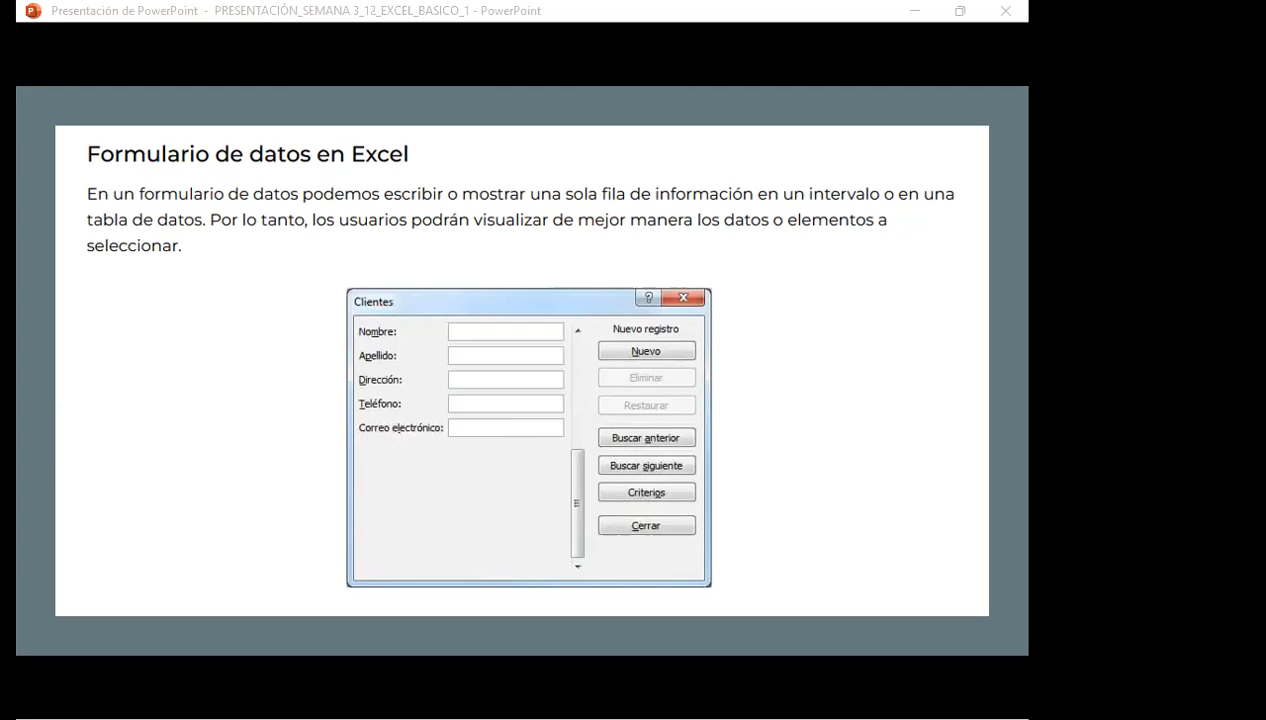 Presentación de PowerPoint - PRESENTACIÓN_SEMANA 3_12_EXCEL_BASICO_1 - PowerPoint
Formulario de datos en Excel
En un formulario de datos podemos escribir o mostrar una sola fila de información en un intervalo o en una
tabla de datos. Por lo tanto, los usuarios podrán visualizar de mejor manera los datos o elementos a
seleccionar.
Clientes
Nombre:
Apellido:
Dirección:
Teléfono:
Correo electrónico:
Nuevo registro
Nuevo
Eliminar
Restaurar
Buscar anterior
Buscar siguiente
Criterios
Cerrar